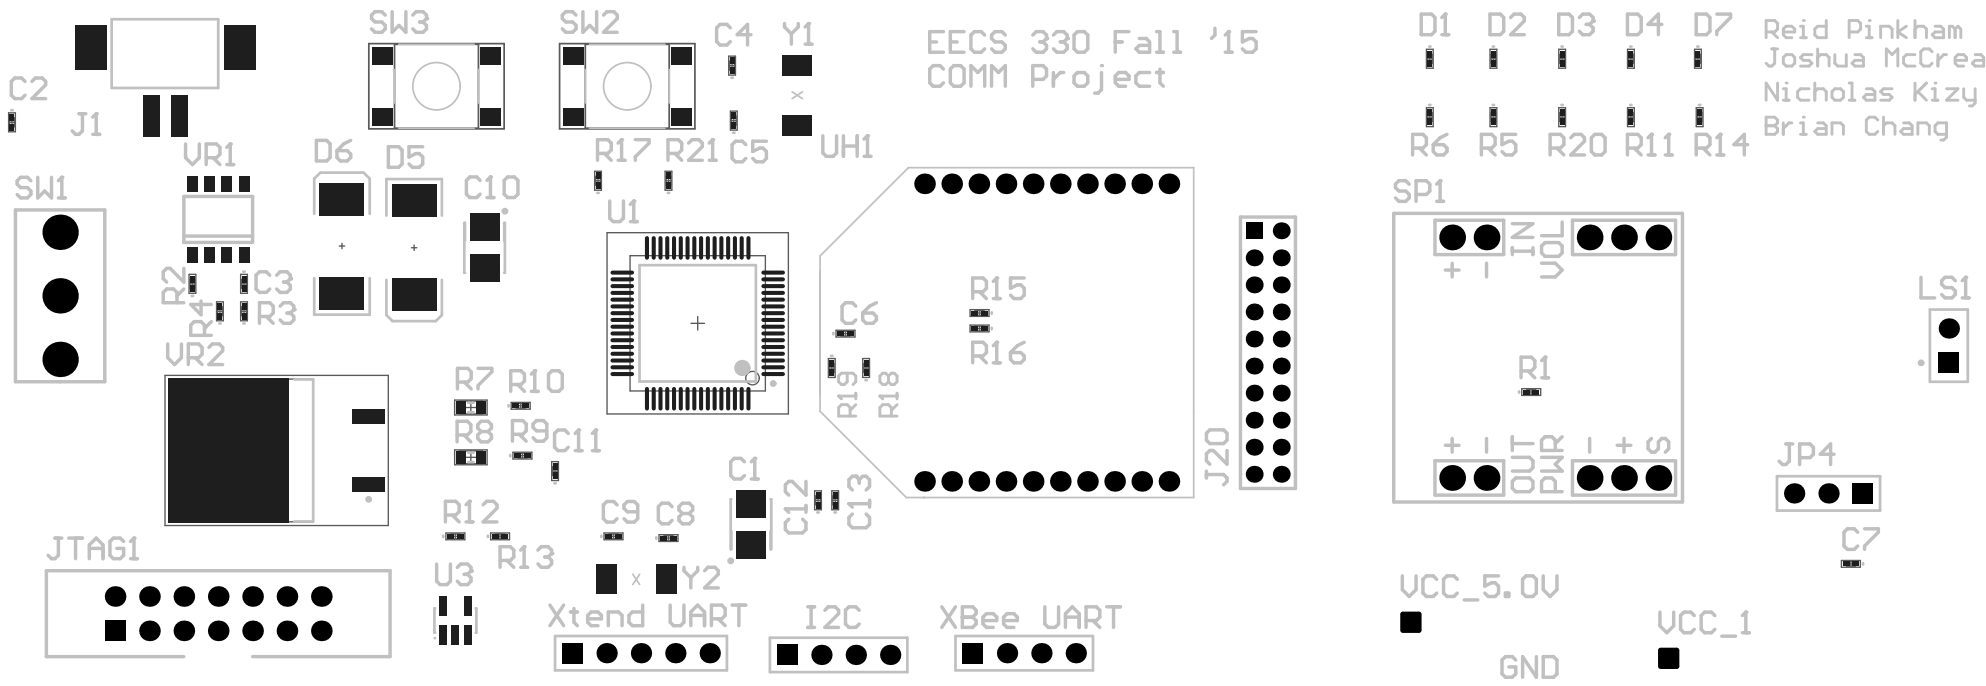 SW3
SW2
C4
Y1
EECS 330 Fall '15
COMM Project
D1
D2
D3
D4
D7
Reid Pinkham
Joshua McCrea
Nicholas Kizy
Brian Chang
C2
J1
VR1
D6
D5
R17
R21
C5
UH1
R6
R5
R20
R11
R14
SW1
C10
U1
SP1
IN
VOL
+ -
R2
C3
R4
R3
R15
R16
C6
LS1
VR2
R7
R10
R19
R18
R1
R8
R9
C11
J20
+ -
OUT
PWR
- + S
JP4
C1
C12
C13
R12
R13
C9
C8
C7
JTAG1
U3
Y2
VCC_5.0V
Xtend UART
I2C
XBee UART
VCC_1
GND